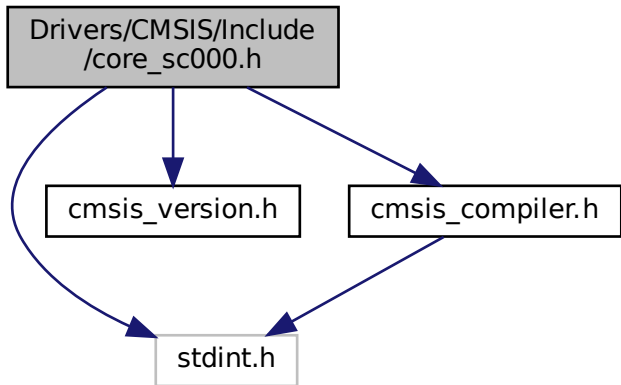 Drivers/CMSIS/Include
/core_sc000.h
cmsis_version.h
cmsis_compiler.h
stdint.h